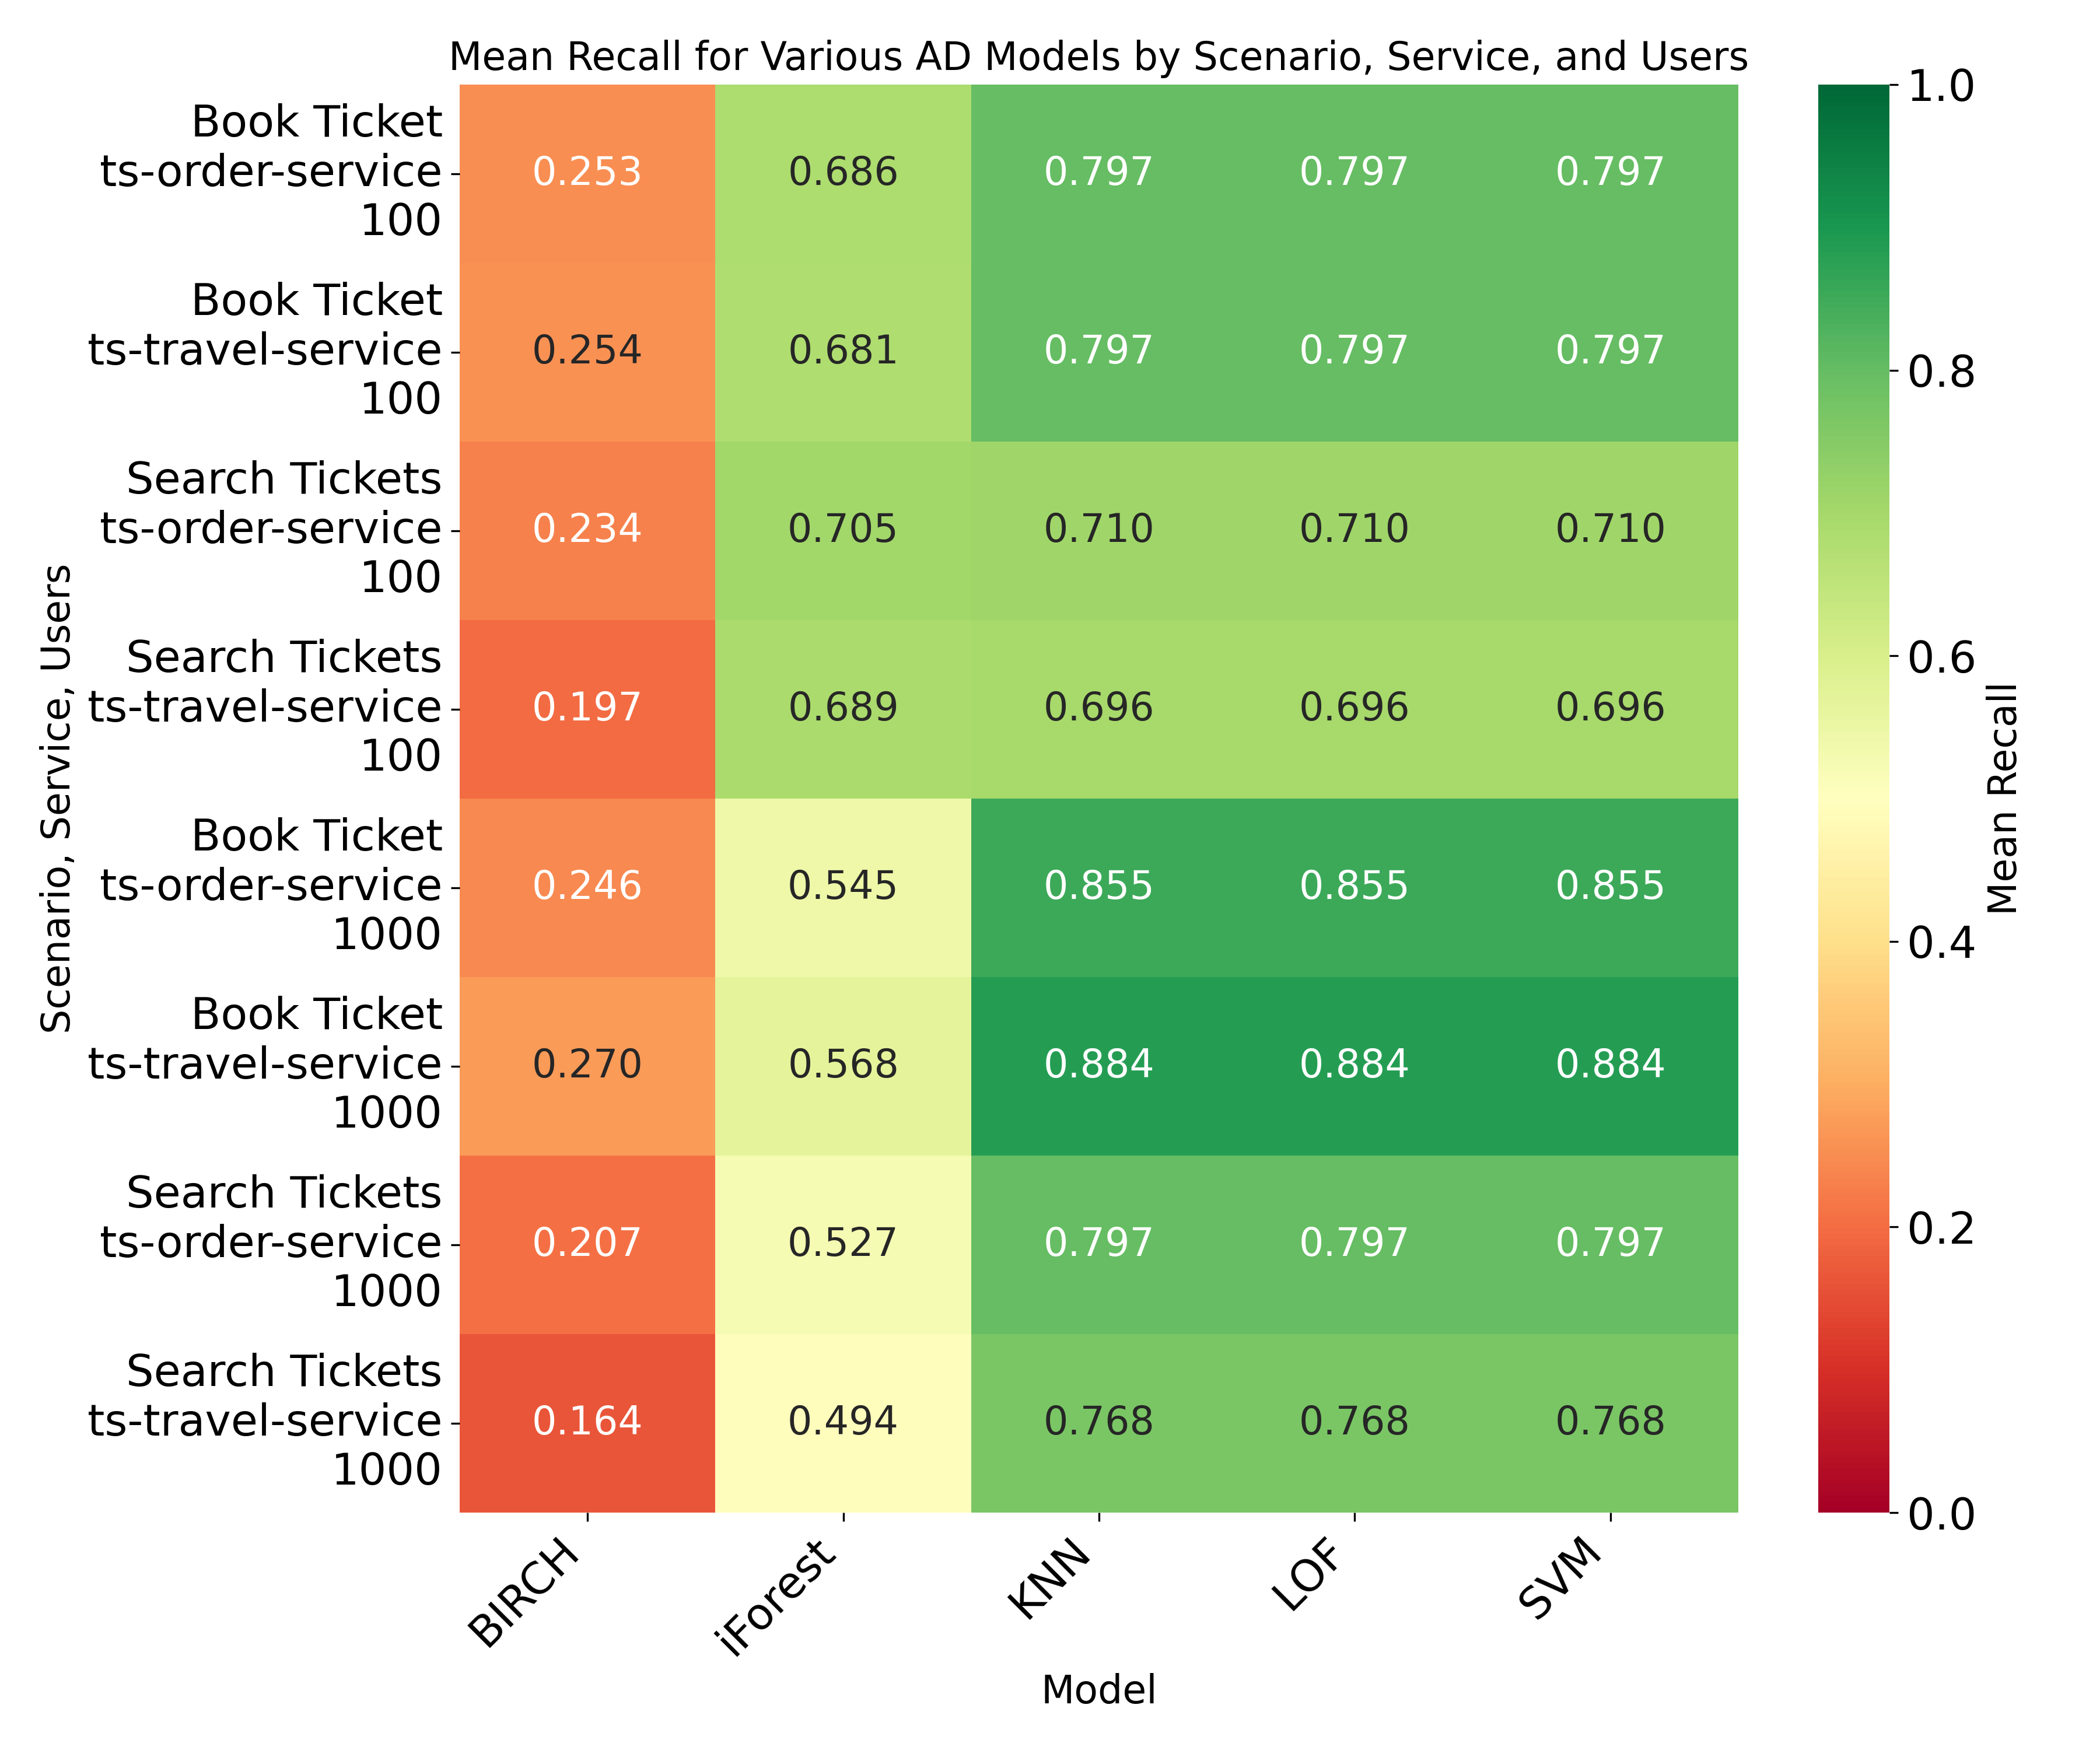 Mean Recall for Various AD Models by Scenario, Service, and Users
Scenario, Service, Users
Book Ticket
ts-order-service
100
0.253 0.686 0.797 0.797 0.797
Book Ticket
ts-travel-service
100
0.254 0.681 0.797 0.797 0.797
Search Tickets
ts-order-service
100
0.234 0.705 0.710 0.710 0.710
Search Tickets
ts-travel-service
100
0.197 0.689 0.696 0.696 0.696
Book Ticket
ts-order-service
1000
0.246 0.545 0.855 0.855 0.855
Book Ticket
ts-travel-service
1000
0.270 0.568 0.884 0.884 0.884
Search Tickets
ts-order-service
1000
0.207 0.527 0.797 0.797 0.797
Search Tickets
ts-travel-service
1000
0.164 0.494 0.768 0.768 0.768
BIRCH iForest KNN LOF SVM
Model
1.0
0.8
0.6
0.4
0.2
0.0
Mean Recall